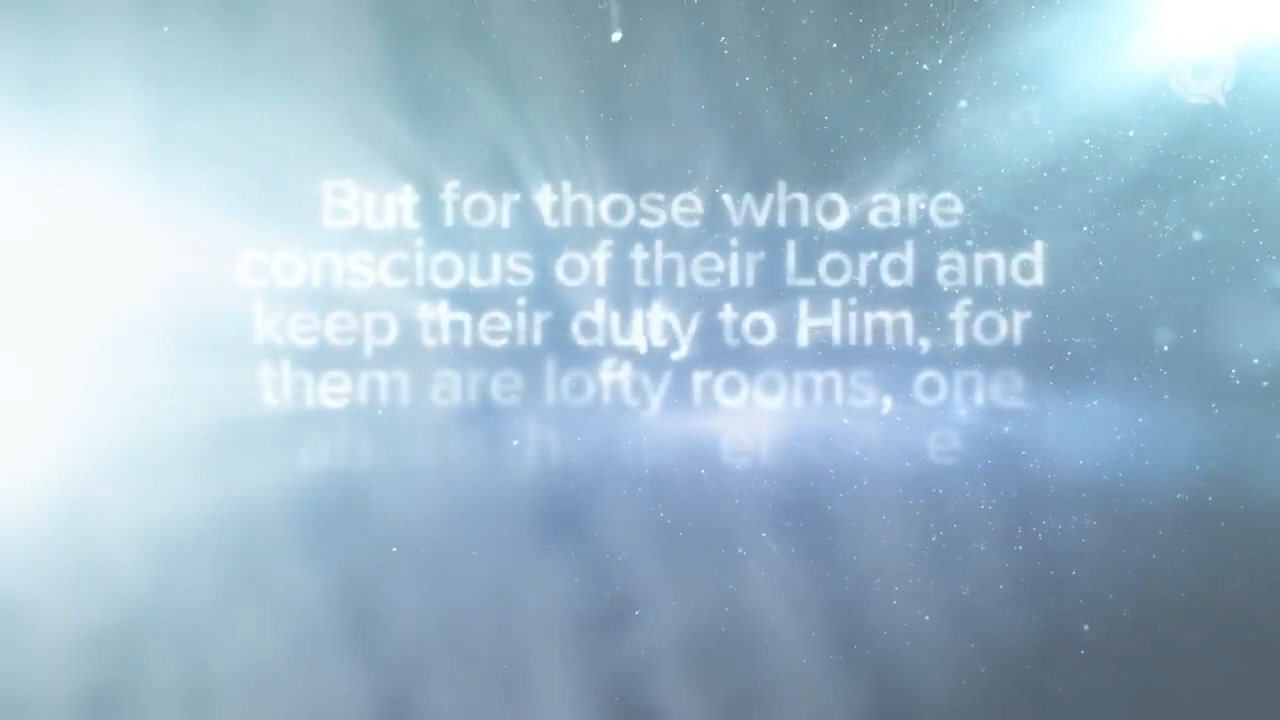 But for those who are
conscious of their Lord and
keep their duty to Him, for
them are lofty rooms, one